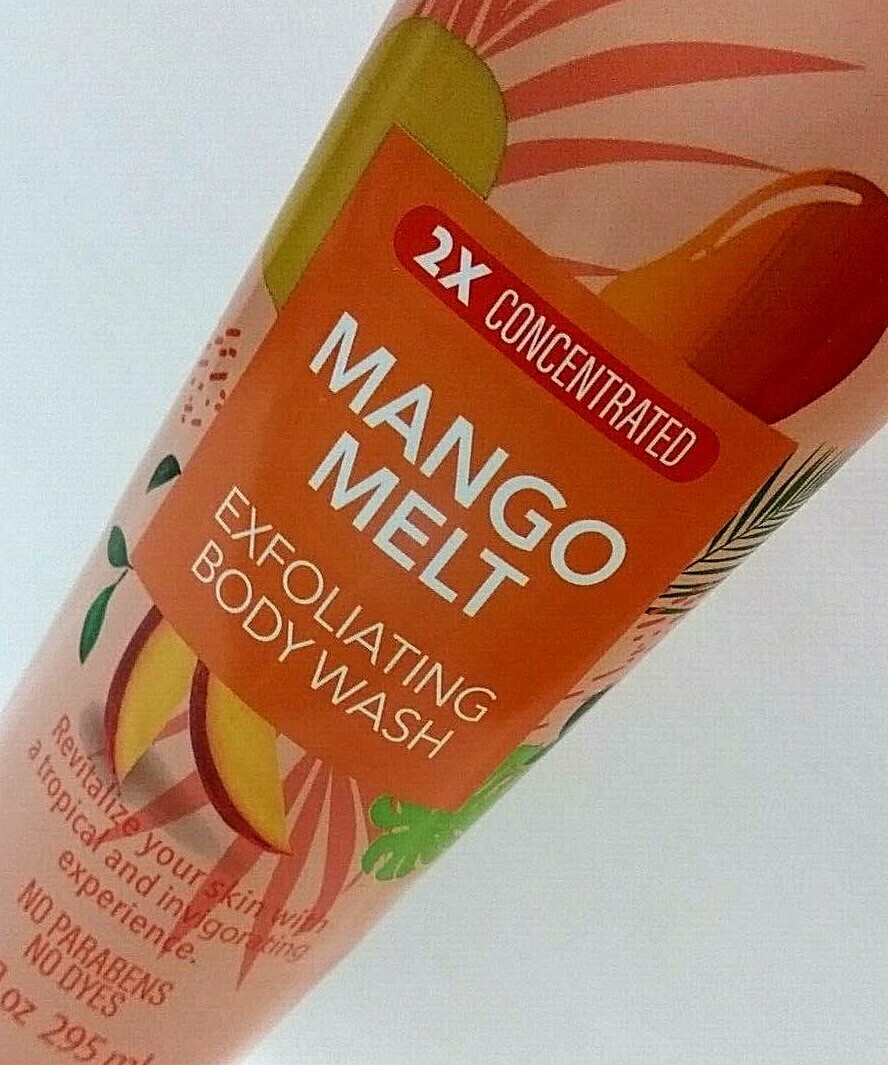 2X CONCENTRATED
MANGO
MELT
EXFOLIATING
BODY WASH
Revitalize your skin with
a tropical and invigorating
experience.
NO PARABENS
NO DYES
oz 295 ml